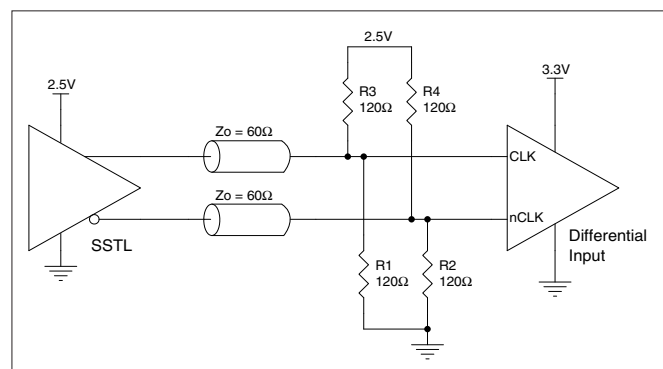 2.5V
2.5V
3.3V
R3
120Ω
R4
120Ω
Zo = 60Ω
CLK
Zo = 60Ω
nCLK
SSTL
Differential
Input
R1
120Ω
R2
120Ω